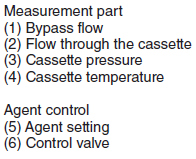 Measurement part
(1) Bypass flow
(2) Flow through the cassette
(3) Cassette pressure
(4) Cassette temperature
Agent control
(5) Agent setting
(6) Control valve